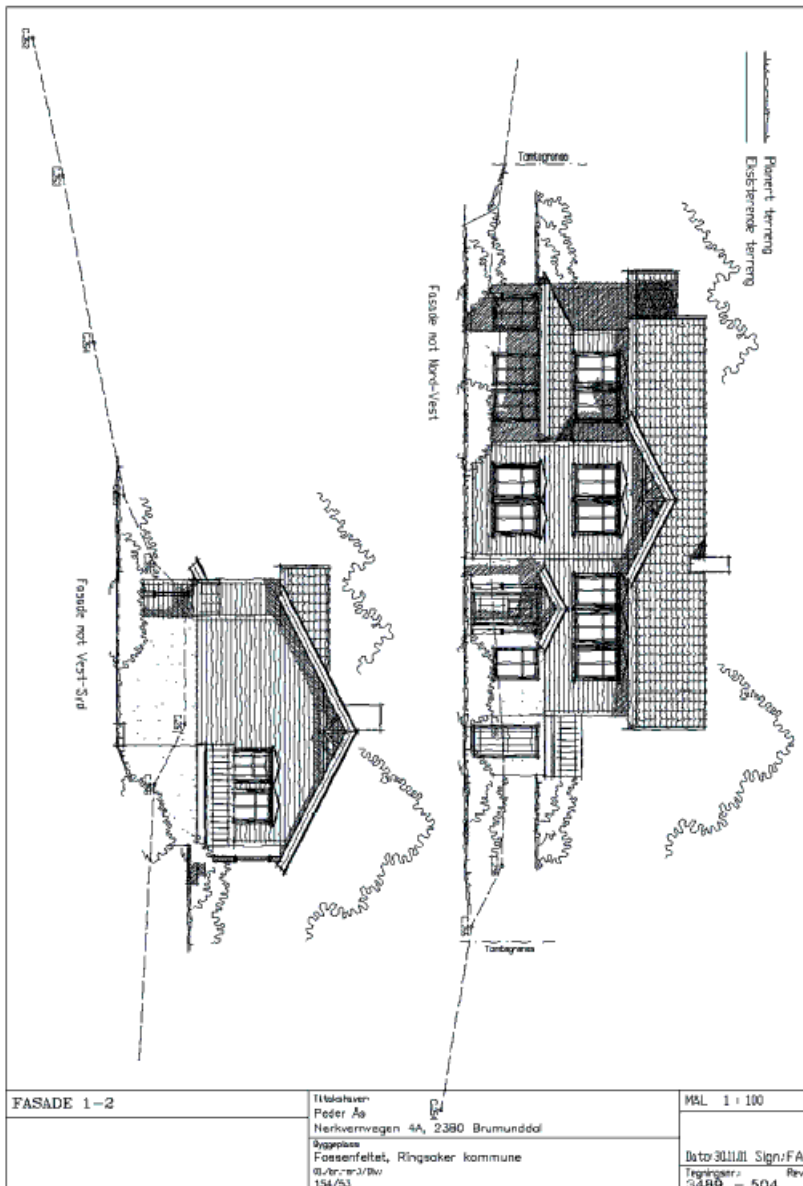 Planert terreng
Eksisterende terreng
Tomtegrense
Fasade mot Nord-Vest
Fasade mot Vest-Syd
Tomtegrense
FASADE 1-2
Tiltakshaver
Peder Ås
Nerkvernvegen 4A, 2380 Brumunddal
Byggeplass
Fossenfeltet, Ringsaker kommune
154/53
MÅL 1 : 100
Dato: 30.11.01 Sign: FA
Tegningsnr.: Rev
3489 - 504